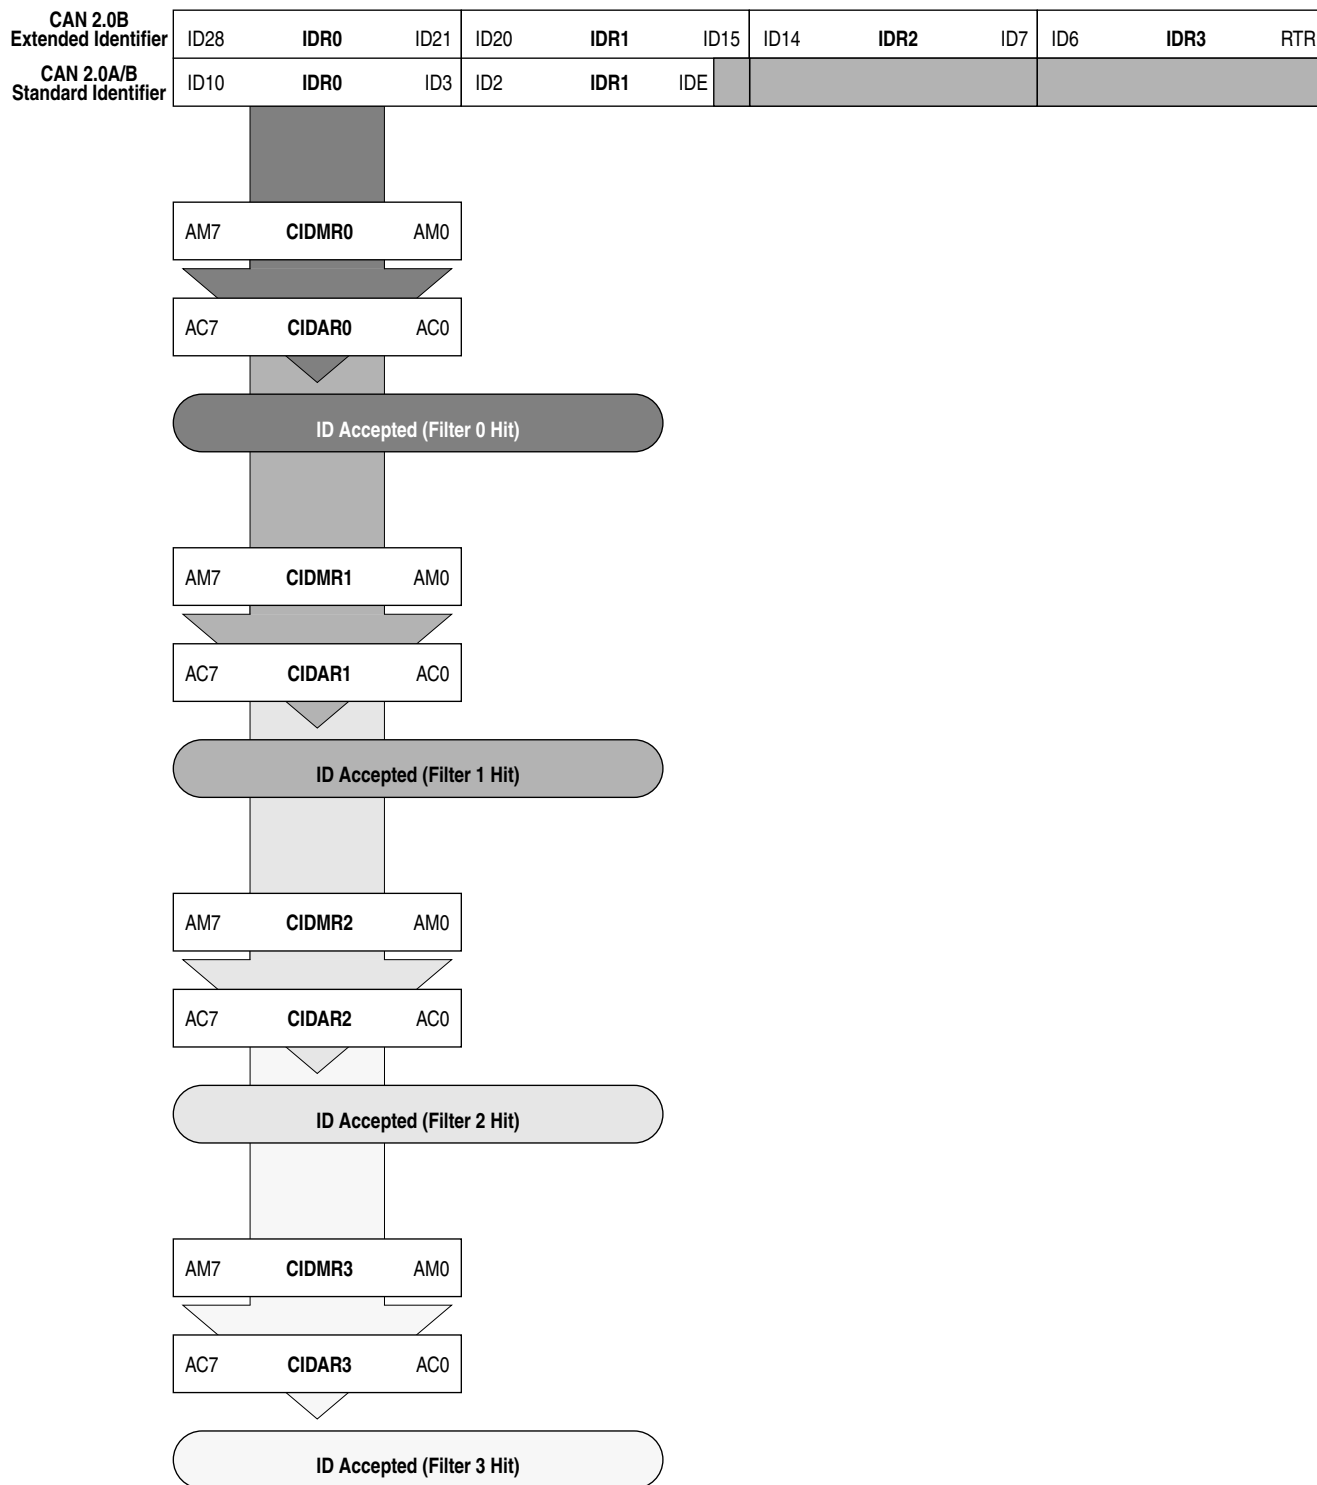 CAN 2.0B
Extended Identifier ID28 IDR0 ID21 ID20 IDR1 ID15 ID14 IDR2 ID7 ID6 IDR3 RTR
CAN 2.0A/B
Standard Identifier ID10 IDR0 ID3 ID2 IDR1 IDE
AM7 CIDMR0 AM0
AC7 CIDAR0 AC0
ID Accepted (Filter 0 Hit)
AM7 CIDMR1 AM0
AC7 CIDAR1 AC0
ID Accepted (Filter 1 Hit)
AM7 CIDMR2 AM0
AC7 CIDAR2 AC0
ID Accepted (Filter 2 Hit)
AM7 CIDMR3 AM0
AC7 CIDAR3 AC0
ID Accepted (Filter 3 Hit)